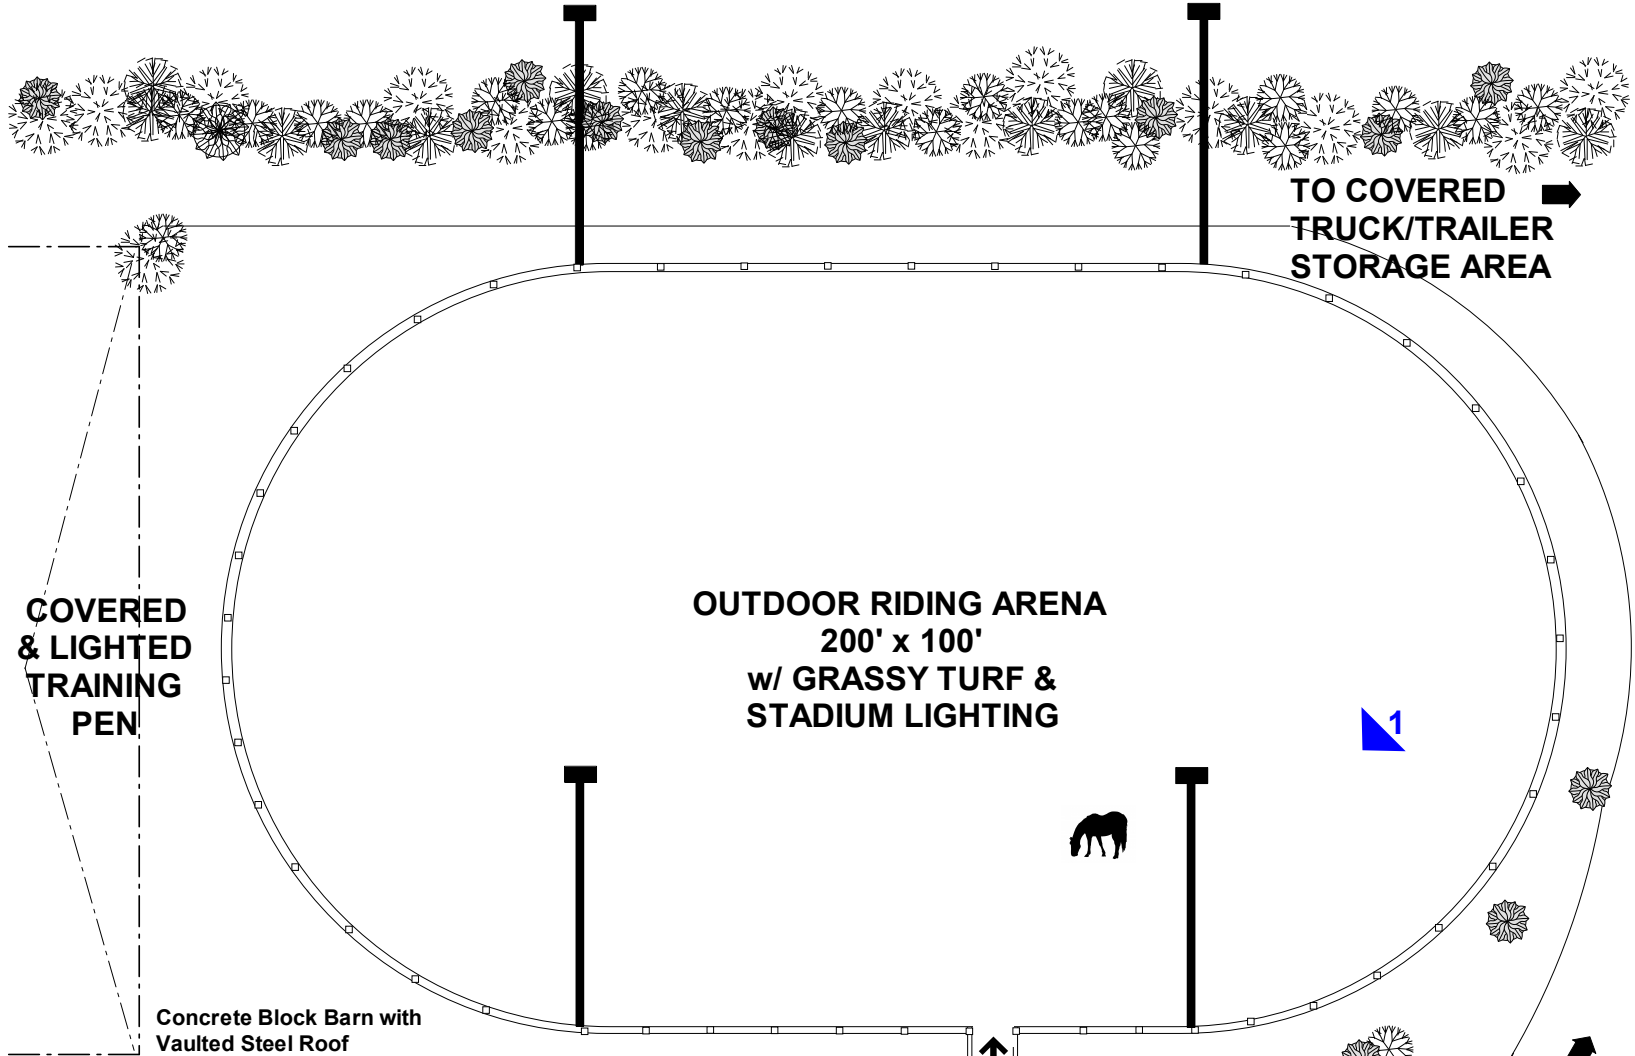 TO COVERED
TRUCK/TRAILER
STORAGE AREA
COVERED
& LIGHTED
TRAINING
PEN
OUTDOOR RIDING ARENA
200' x 100'
w/ GRASSY TURF &
STADIUM LIGHTING
1
Concrete Block Barn with
Vaulted Steel Roof